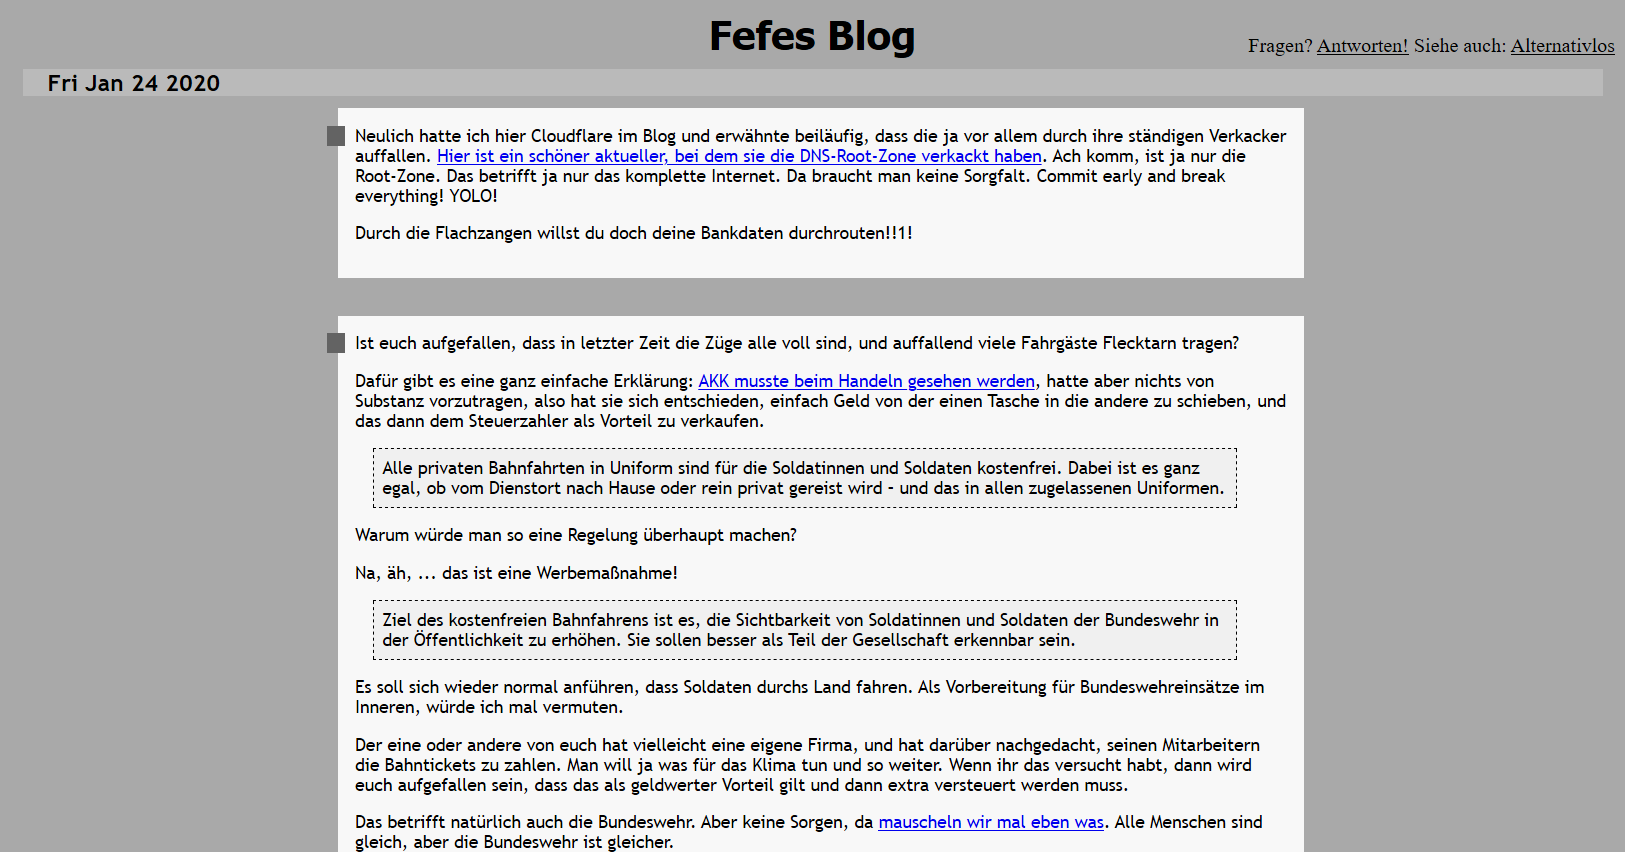 Fefes Blog
Fragen? Antworten! Siehe auch: Alternativlos
Fri Jan 24 2020
Neulich hatte ich hier Cloudflare im Blog und erwähnte beiläufig, dass die ja vor allem durch ihre ständigen Verkacker
auffallen. Hier ist ein schöner aktueller, bei dem sie die DNS-Root-Zone verkackt haben. Ach komm, ist ja nur die
Root-Zone. Das betrifft ja nur das komplette Internet. Da braucht man keine Sorgfalt. Commit early and break
everything! YOLO!
Durch die Flachzangen willst du doch deine Bankdaten durchrouten!!1!
Ist euch aufgefallen, dass in letzter Zeit die Züge alle voll sind, und auffallend viele Fahrgäste Flecktarn tragen?
Dafür gibt es eine ganz einfache Erklärung: AKK musste beim Handeln gesehen werden, hatte aber nichts von
Substanz vorzutragen, also hat sie sich entschieden, einfach Geld von der einen Tasche in die andere zu schieben, und
das dann dem Steuerzahler als Vorteil zu verkaufen.
Alle privaten Bahnfahrten in Uniform sind für die Soldatinnen und Soldaten kostenfrei. Dabei ist es ganz
egal, ob vom Dienstort nach Hause oder rein privat gereist wird – und das in allen zugelassenen Uniformen.
Warum würde man so eine Regelung überhaupt machen?
Na, äh, ... das ist eine Werbemaßnahme!
Ziel des kostenfreien Bahnfahrens ist es, die Sichtbarkeit von Soldatinnen und Soldaten der Bundeswehr in
der Öffentlichkeit zu erhöhen. Sie sollen besser als Teil der Gesellschaft erkennbar sein.
Es soll sich wieder normal anführen, dass Soldaten durchs Land fahren. Als Vorbereitung für Bundeswehreinsätze im
Inneren, würde ich mal vermuten.
Der eine oder andere von euch hat vielleicht eine eigene Firma, und hat darüber nachgedacht, seinen Mitarbeitern
die Bahntickets zu zahlen. Man will ja was für das Klima tun und so weiter. Wenn ihr das versucht habt, dann wird
euch aufgefallen sein, dass das als geldwerter Vorteil gilt und dann extra versteuert werden muss.
Das betrifft natürlich auch die Bundeswehr. Aber keine Sorgen, da mauscheln wir mal eben was. Alle Menschen sind
gleich, aber die Bundeswehr ist gleicher.